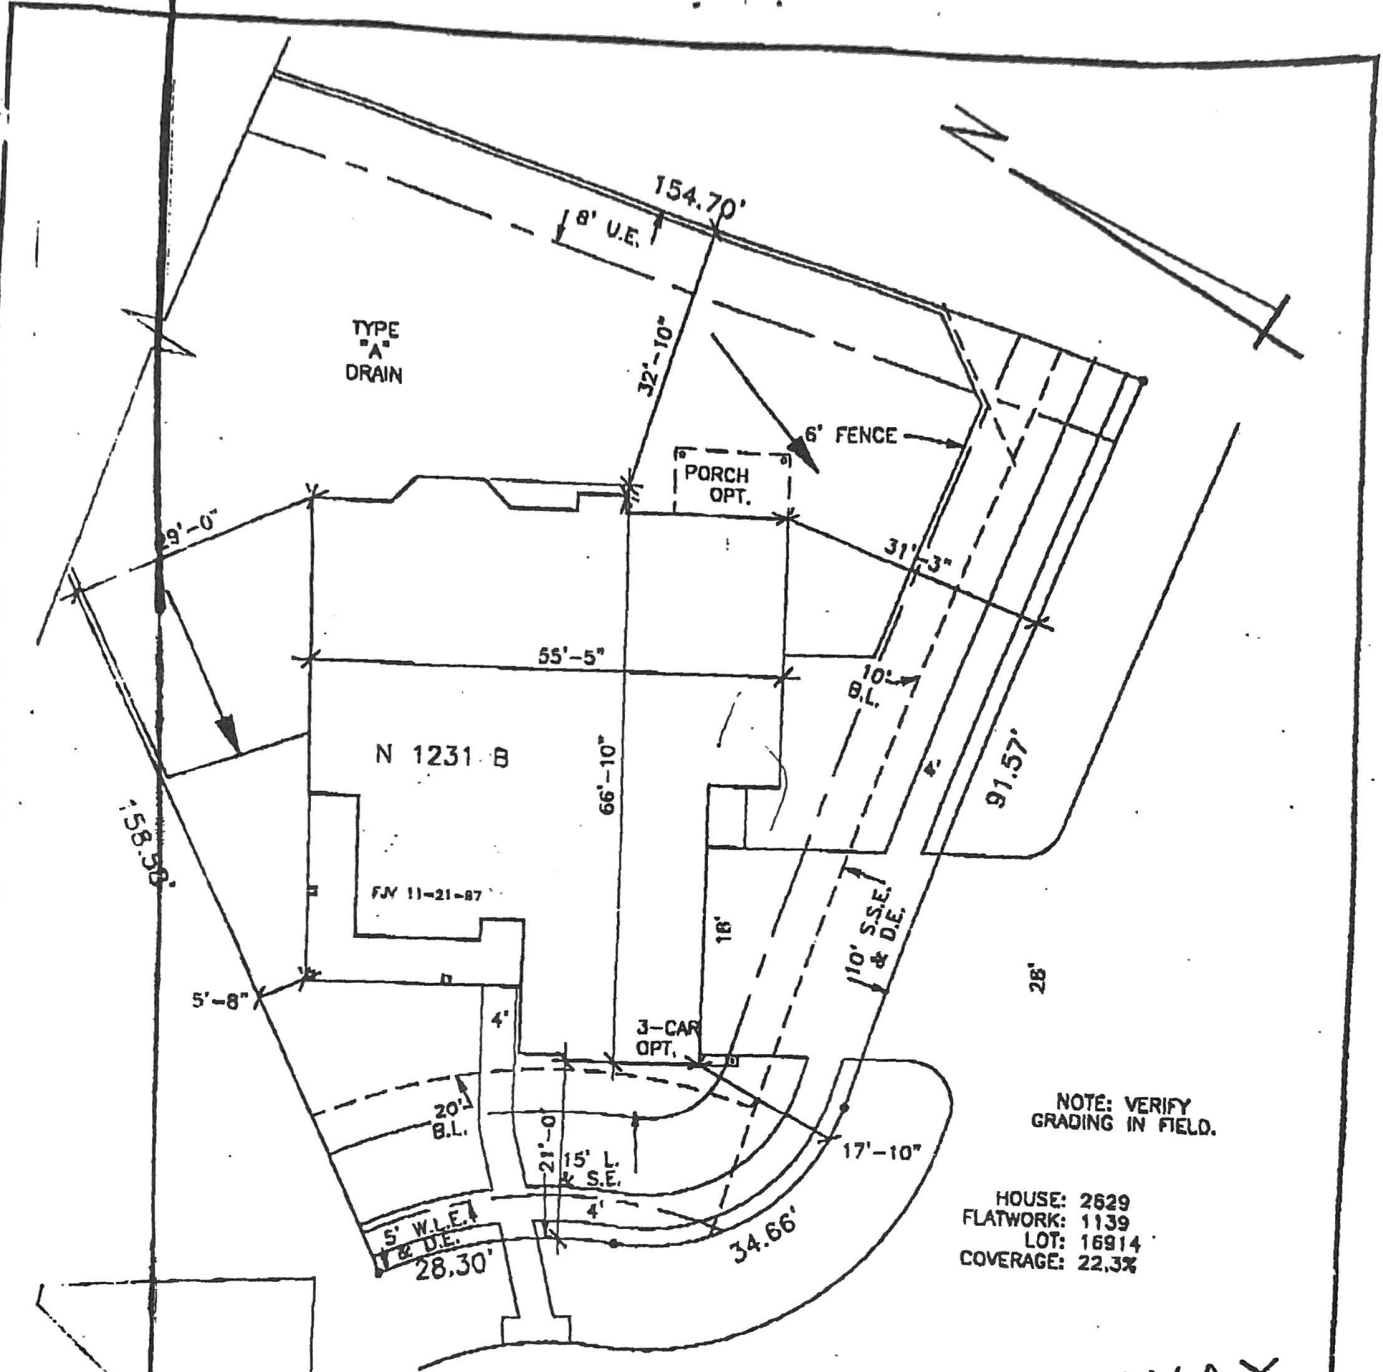 N
154.70'
8' U.E.
TYPE
"A"
DRAIN
32'-10"
6' FENCE
PORCH
OPT.
9'-0"
31'-3"
55'-5"
10'
B.L.
N 1231 B
66'-10"
4'
91.57'
158.50'
FJV 11-21-87
18'
10' S.S.E.
& D.E.
28'
5'-8"
4'
3-CAR
OPT.
20'
B.L.
21'-0"
15' L.
S.E.
17'-10"
NOTE: VERIFY
GRADING IN FIELD.
4'
5' W.L.E.
& D.E.
28.30'
34.66'
HOUSE: 2629
FLATWORK: 1139
LOT: 16914
COVERAGE: 22.3%